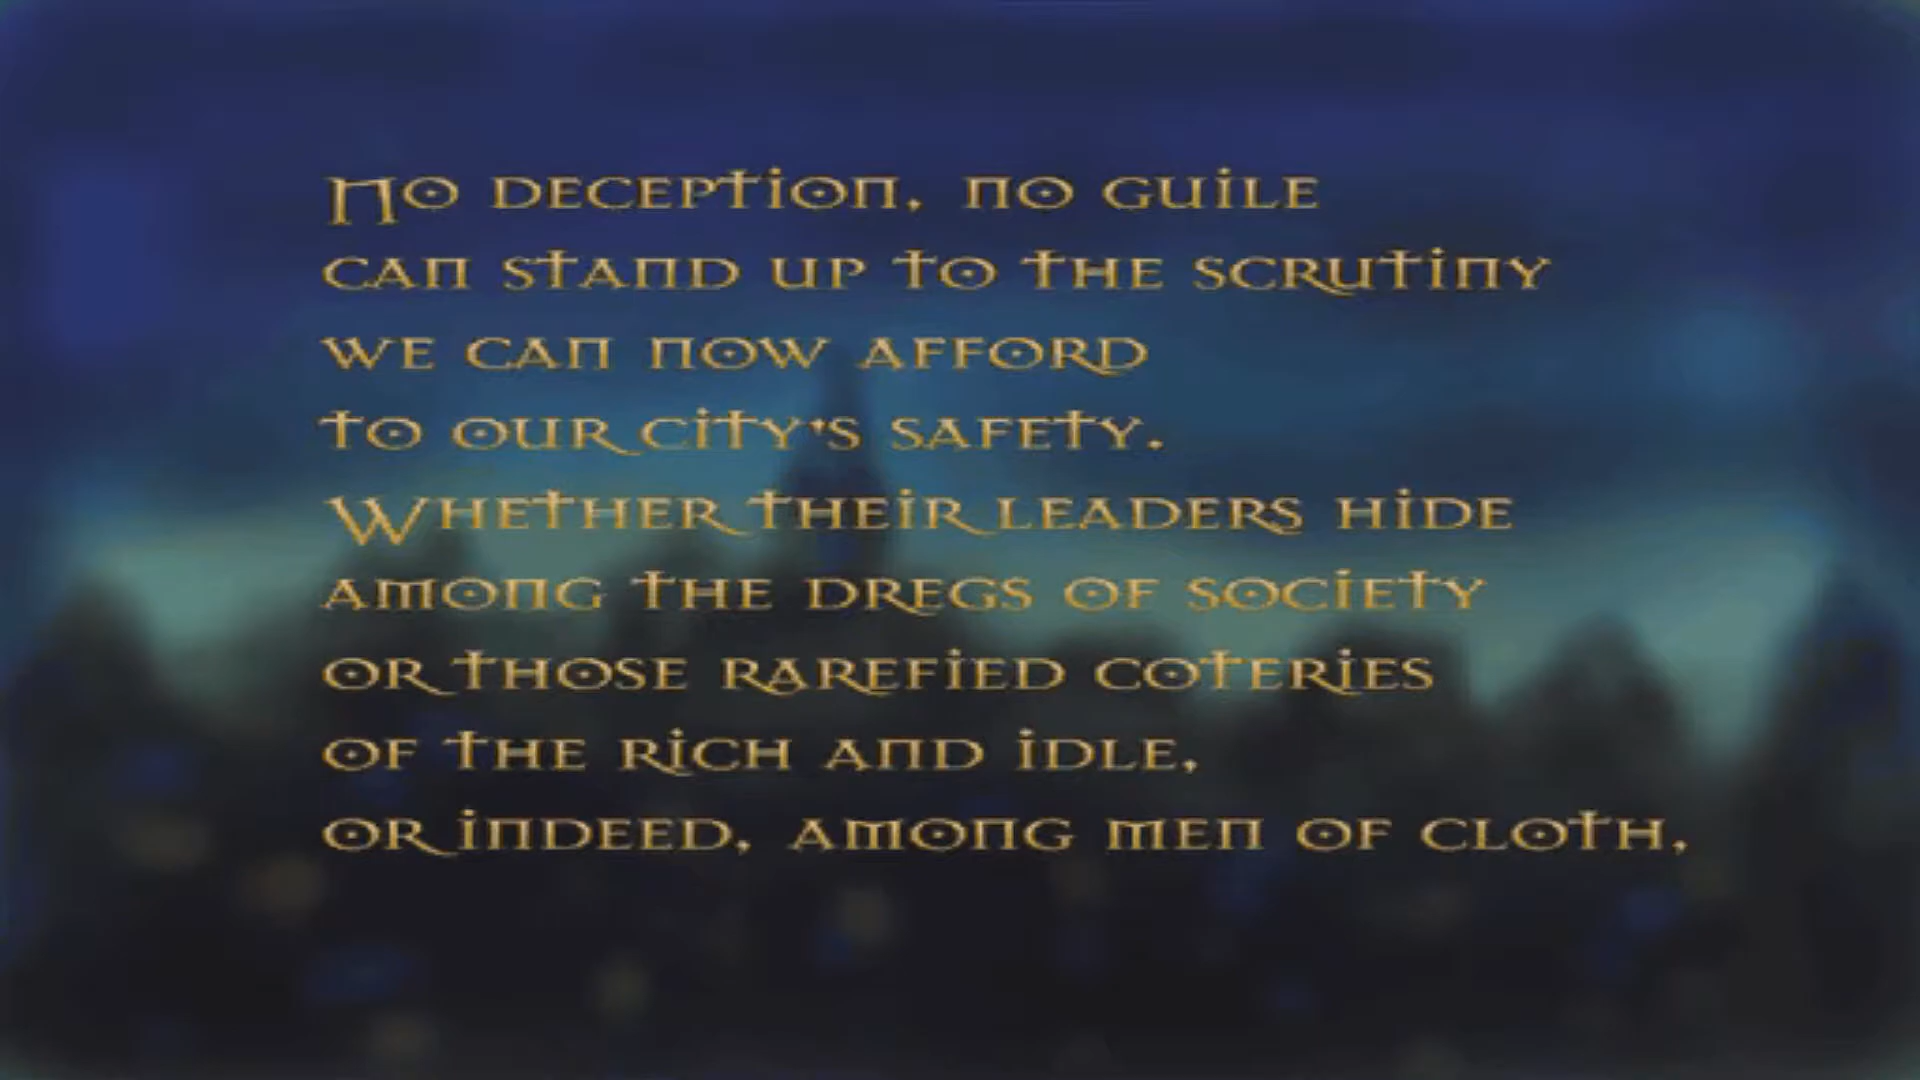 No deception, no guile
can stand up to the scrutiny
we can now afford
to our city's safety.
Whether their leaders hide
among the dregs of society
or those rarefied coteries
of the rich and idle,
or indeed, among men of cloth,